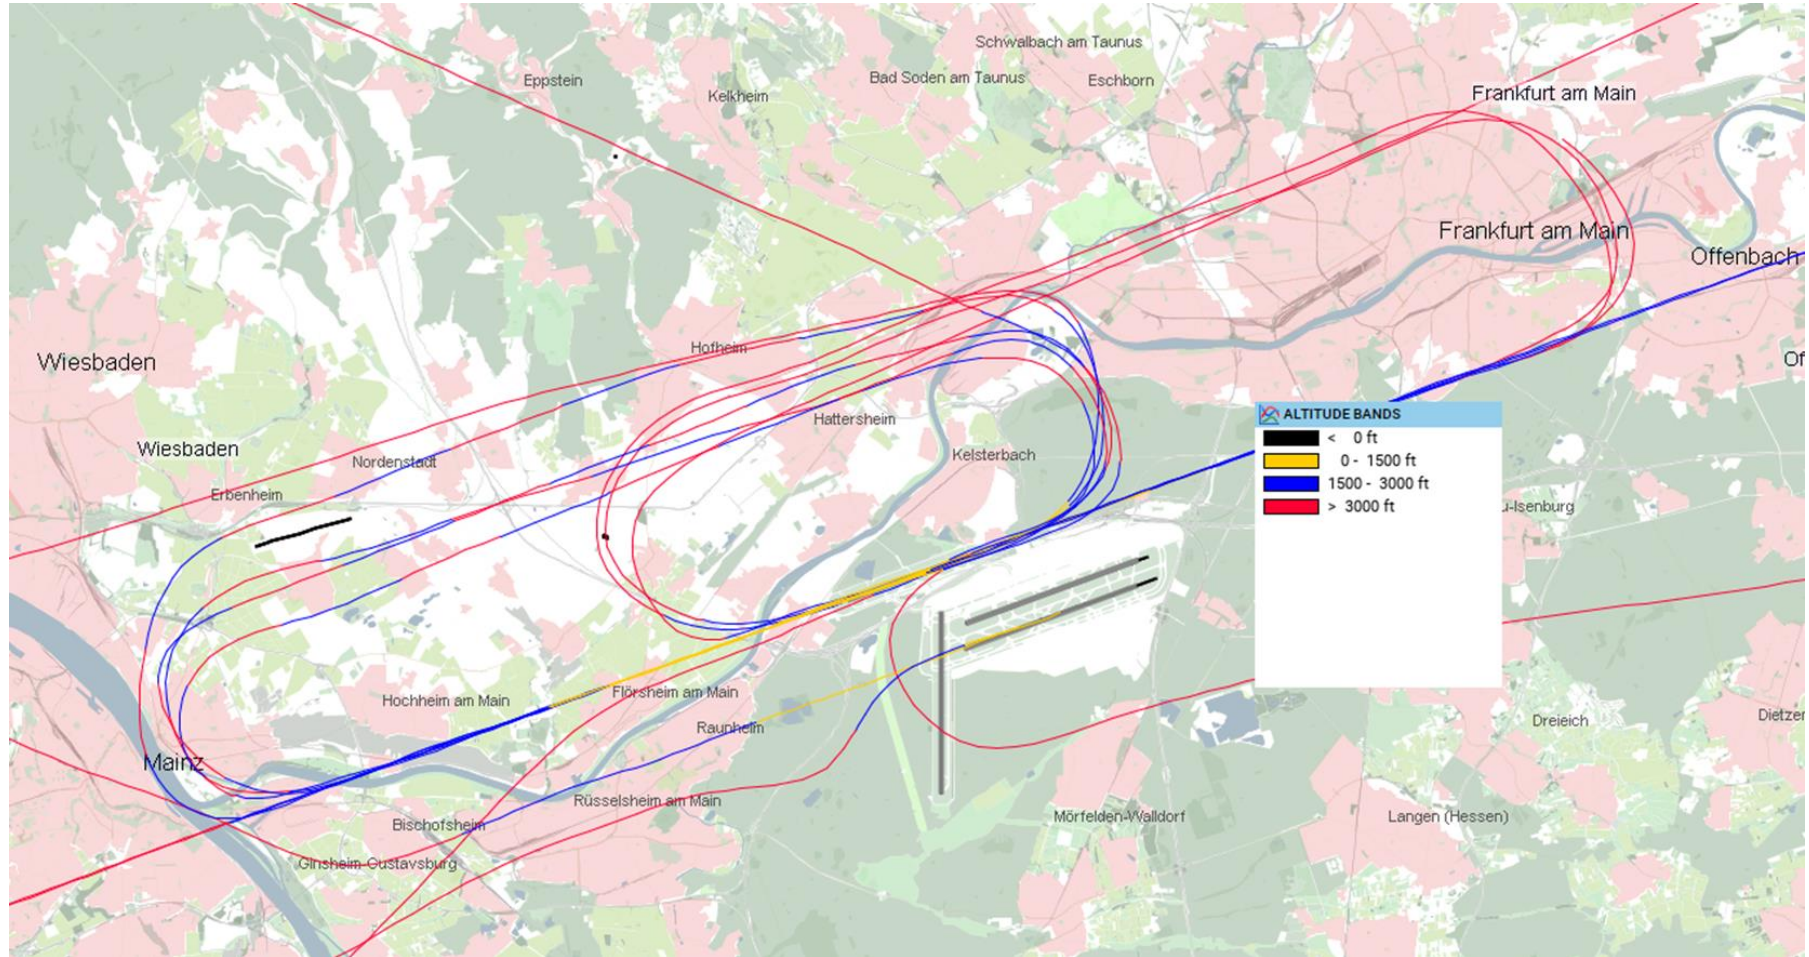 Schwalbach am Taunus
Eppstein
Bad Soden am Taunus
Eschborn
Kelkheim
Frankfurt am Main
Frankfurt am Main
Offenbach
Hofheim
Wiesbaden
Of
Hattersheim
ALTITUDE BANDS
< 0 ft
0 - 1500 ft
1500 - 3000 ft
> 3000 ft
Wiesbaden
Nordenstadt
Kelsterbach
Erbenheim
u-Isenburg
Hochheim am Main
Flörsheim am Main
Raunheim
Dreieich
Dietzer
Mainz
Rüsselsheim am Main
Bischofsheim
Mörfelden-Walldorf
Langen (Hessen)
Ginsheim-Gustavsburg